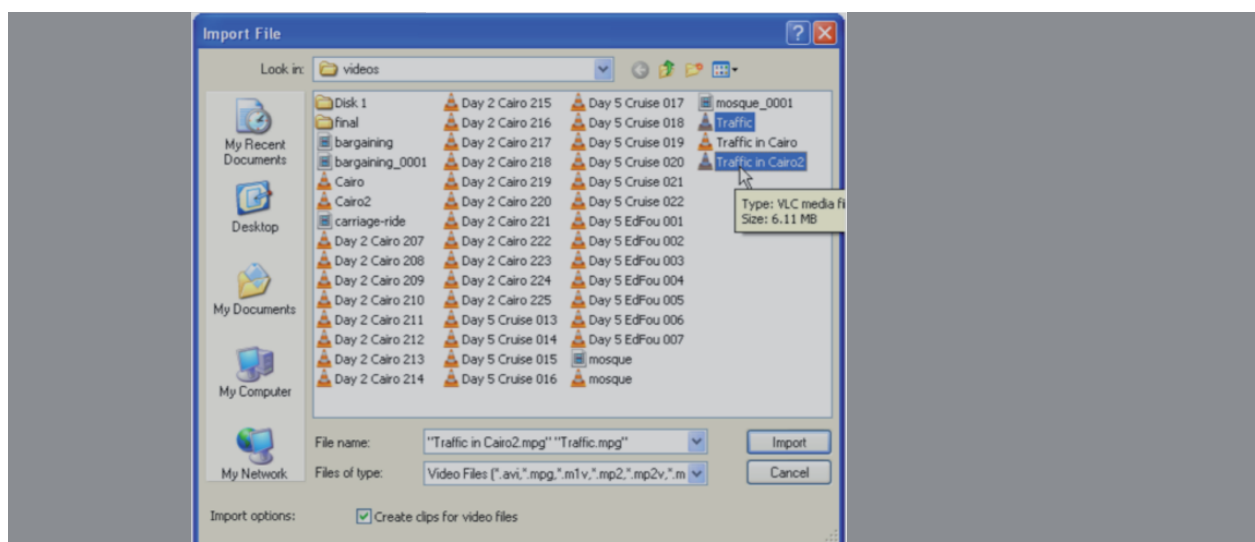 Import File
Look in:
videos
My Recent
Documents
Desktop
My Documents
My Computer
My Network
Disk 1
final
bargaining
bargaining_0001
Cairo
Cairo2
carriage-ride
Day 2 Cairo 207
Day 2 Cairo 208
Day 2 Cairo 209
Day 2 Cairo 210
Day 2 Cairo 211
Day 2 Cairo 212
Day 2 Cairo 213
Day 2 Cairo 214
Day 2 Cairo 215
Day 2 Cairo 216
Day 2 Cairo 217
Day 2 Cairo 218
Day 2 Cairo 219
Day 2 Cairo 220
Day 2 Cairo 221
Day 2 Cairo 222
Day 2 Cairo 223
Day 2 Cairo 224
Day 2 Cairo 225
Day 5 Cruise 013
Day 5 Cruise 014
Day 5 Cruise 015
Day 5 Cruise 016
Day 5 Cruise 017
Day 5 Cruise 018
Day 5 Cruise 019
Day 5 Cruise 020
Day 5 Cruise 021
Day 5 Cruise 022
Day 5 EdFou 001
Day 5 EdFou 002
Day 5 EdFou 003
Day 5 EdFou 004
Day 5 EdFou 005
Day 5 EdFou 006
Day 5 EdFou 007
mosque
mosque
mosque_0001
Traffic
Traffic in Cairo
Traffic in Cairo2
Type: VLC media fi
Size: 6.11 MB
File name:
"Traffic in Cairo2.mpg" "Traffic.mpg"
Import
Files of type:
Video Files (*.avi,*.mpg,*.m1v,*.mp2,*.mp2v,*.m
Cancel
Import options:
Create clips for video files